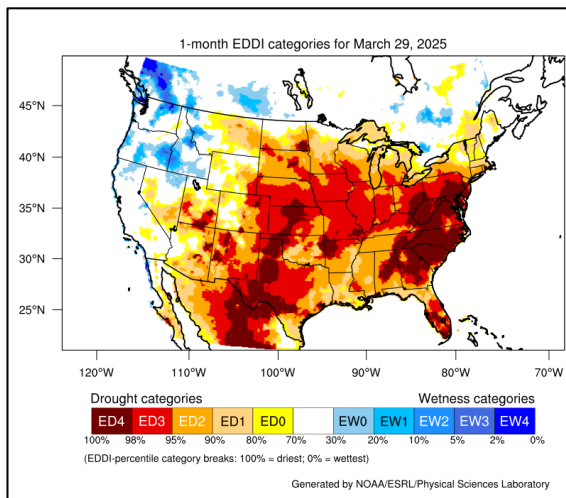 1-month EDDI categories for March 29, 2025
45°N
40°N
35°N
30°N
25°N
120°W 110°W 100°W 90°W 80°W 70°W
Drought categories Wetness categories
ED4 ED3 ED2 ED1 ED0 EW0 EW1 EW2 EW3 EW4
100% 98% 95% 90% 80% 70% 30% 20% 10% 5% 2% 0%
(EDDI-percentile category breaks: 100% = driest; 0% = wettest)
Generated by NOAA/ESRL/Physical Sciences Laboratory